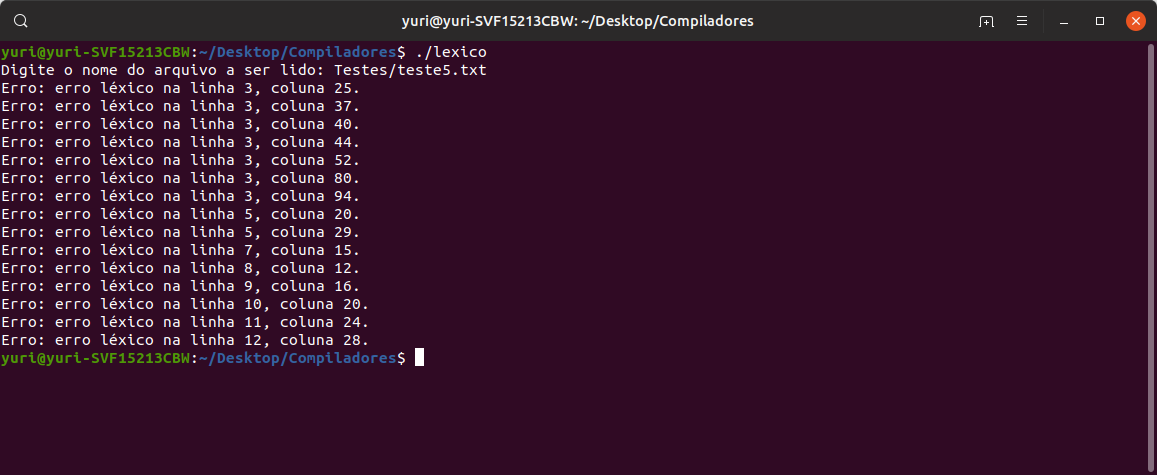 yuri@yuri-SVF15213CBW: ~/Desktop/Compiladores
yuri@yuri-SVF15213CBW:~/Desktop/Compiladores$ ./lexico
Digite o nome do arquivo a ser lido: Testes/teste5.txt
Erro: erro léxico na linha 3, coluna 25.
Erro: erro léxico na linha 3, coluna 37.
Erro: erro léxico na linha 3, coluna 40.
Erro: erro léxico na linha 3, coluna 44.
Erro: erro léxico na linha 3, coluna 52.
Erro: erro léxico na linha 3, coluna 80.
Erro: erro léxico na linha 3, coluna 94.
Erro: erro léxico na linha 5, coluna 20.
Erro: erro léxico na linha 5, coluna 29.
Erro: erro léxico na linha 7, coluna 15.
Erro: erro léxico na linha 8, coluna 12.
Erro: erro léxico na linha 9, coluna 16.
Erro: erro léxico na linha 10, coluna 20.
Erro: erro léxico na linha 11, coluna 24.
Erro: erro léxico na linha 12, coluna 28.
yuri@yuri-SVF15213CBW:~/Desktop/Compiladores$